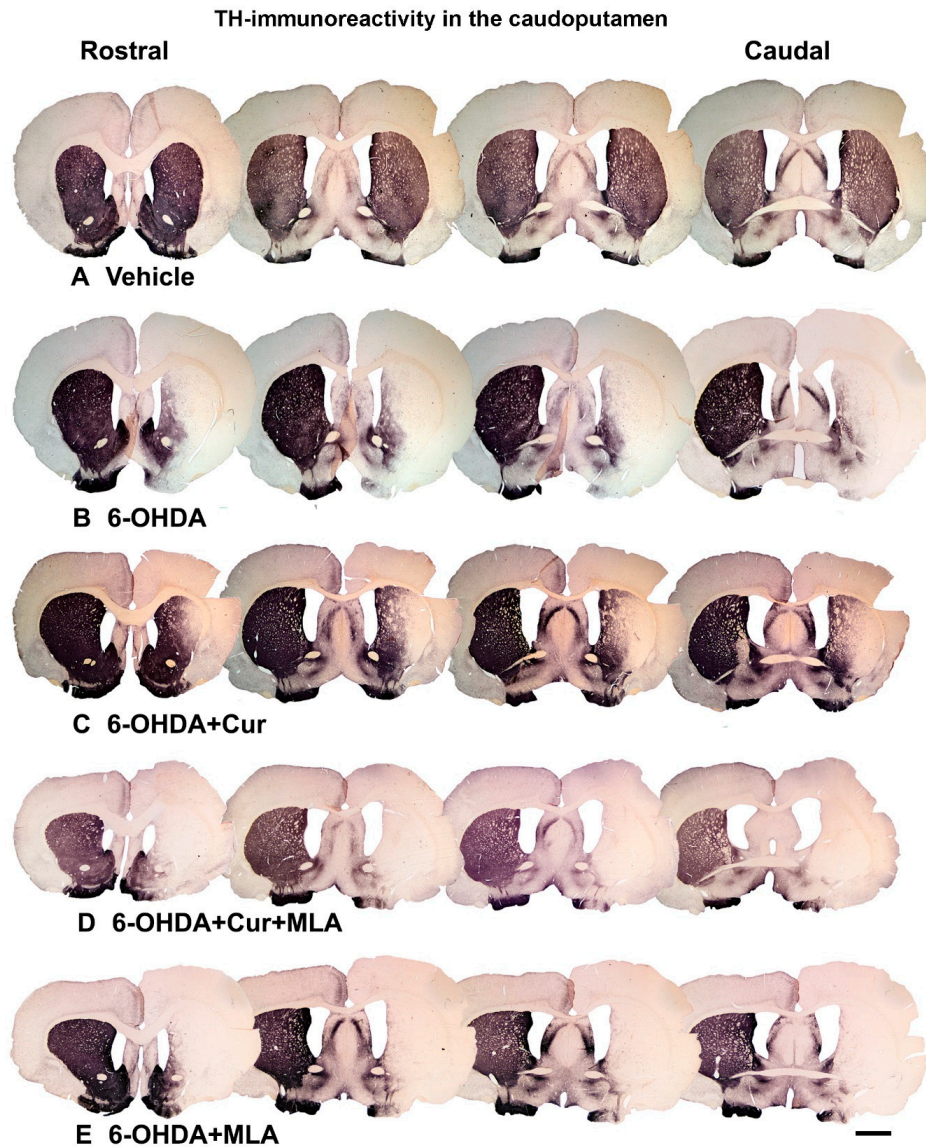 TH-immunoreactivity in the caudoputamen
Rostral Caudal
A Vehicle
B 6-OHDA
C 6-OHDA+Cur
D 6-OHDA+Cur+MLA
E 6-OHDA+MLA